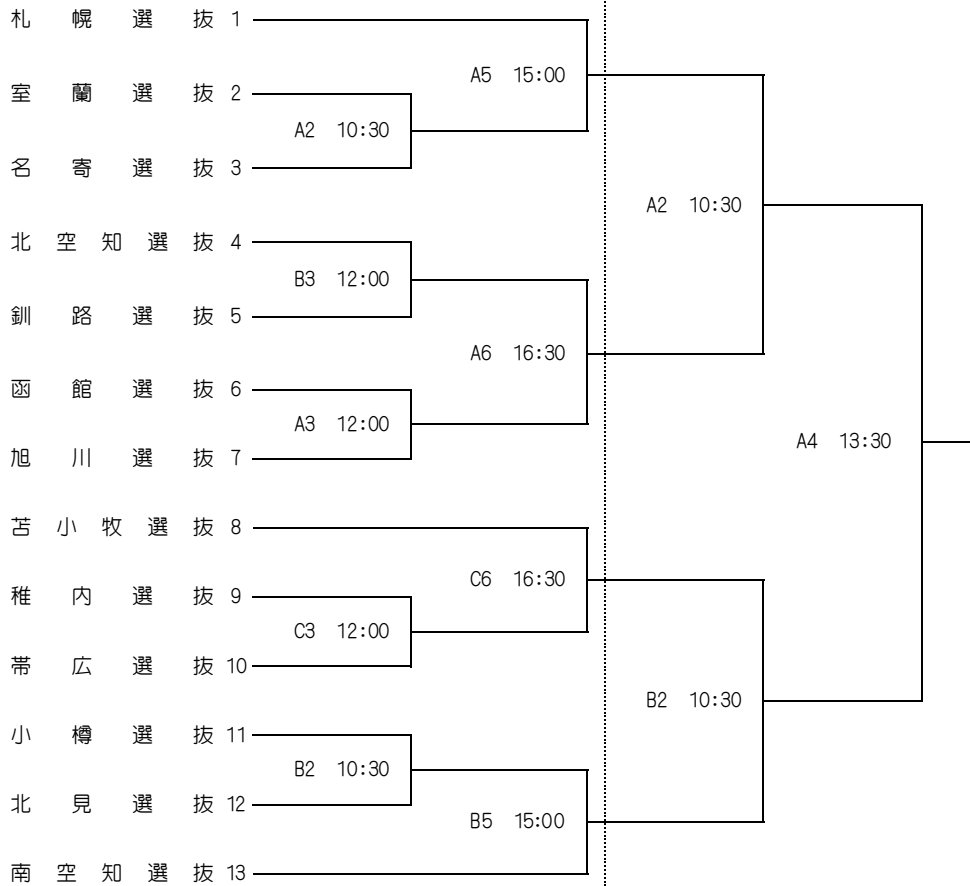 札幌選抜 1
A5 15:00
室蘭選抜 2
A2 10:30
名寄選抜 3
A2 10:30
北空知選抜 4
B3 12:00
釧路選抜 5
A6 16:30
函館選抜 6
A3 12:00
旭川選抜 7
A4 13:30
苫小牧選抜 8
C6 16:30
稚内選抜 9
C3 12:00
帯広選抜 10
B2 10:30
小樽選抜 11
B2 10:30
北見選抜 12
B5 15:00
南空知選抜 13